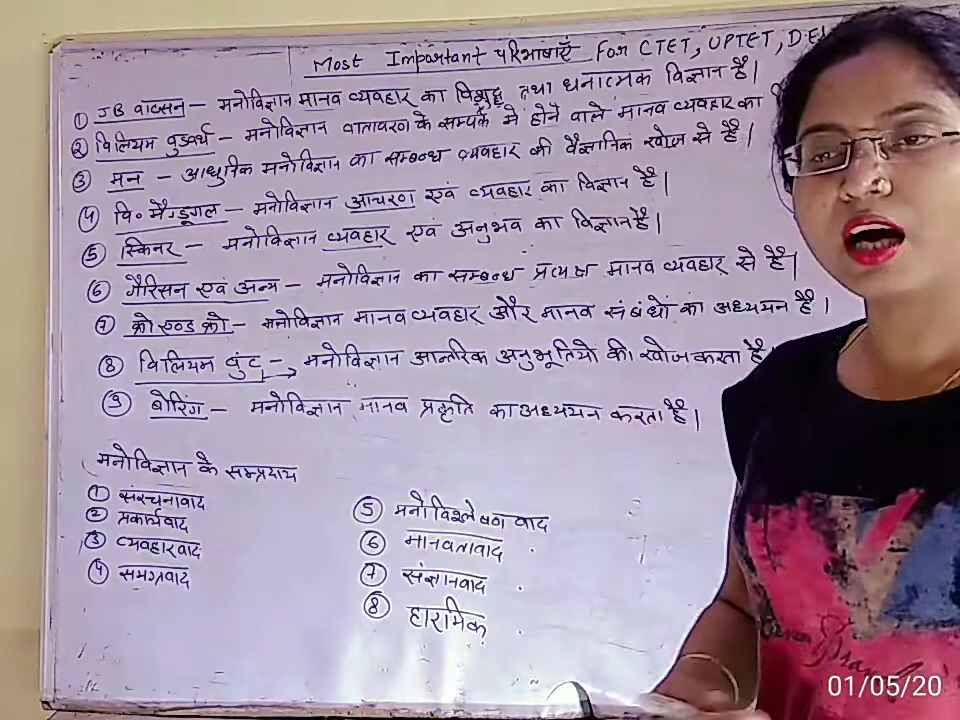 Most Important परिभाषाएँ For CTET, UPTET, DE
① JB वाटसन – मनोविज्ञान मानव व्यवहार का विशुद्ध तथा धनात्मक विज्ञान है।
② विलियम वुडवर्थ – मनोविज्ञान वातावरण के सम्पर्क में होने वाले मानव व्यवहार का
③ मन – आधुनिक मनोविज्ञान का सम्बन्ध व्यवहार की वैज्ञानिक खोज से है।
④ वि० मैग्डूगल – मनोविज्ञान आचरण एवं व्यवहार का विज्ञान है।
⑤ स्किनर – मनोविज्ञान व्यवहार एवं अनुभव का विज्ञान है।
⑥ गैरिसन एवं अन्य – मनोविज्ञान का सम्बन्ध प्रत्यक्ष मानव व्यवहार से है।
⑦ क्रो एण्ड क्रो – मनोविज्ञान मानव व्यवहार और मानव संबंधों का अध्ययन है।
⑧ विलियम वुंट – मनोविज्ञान आन्तरिक अनुभूतियो की खोज करता है
⑨ बोरिंग – मनोविज्ञान मानव प्रकृति का अध्ययन करता है।
मनोविज्ञान के सम्प्रदाय
① संरचनावाद
② प्रकार्यवाद
③ व्यवहारवाद
④ समग्रवाद
⑤ मनोविश्लेषण वाद
⑥ मानवतावाद
⑦ संज्ञानवाद
⑧ हारमिक
01/05/20